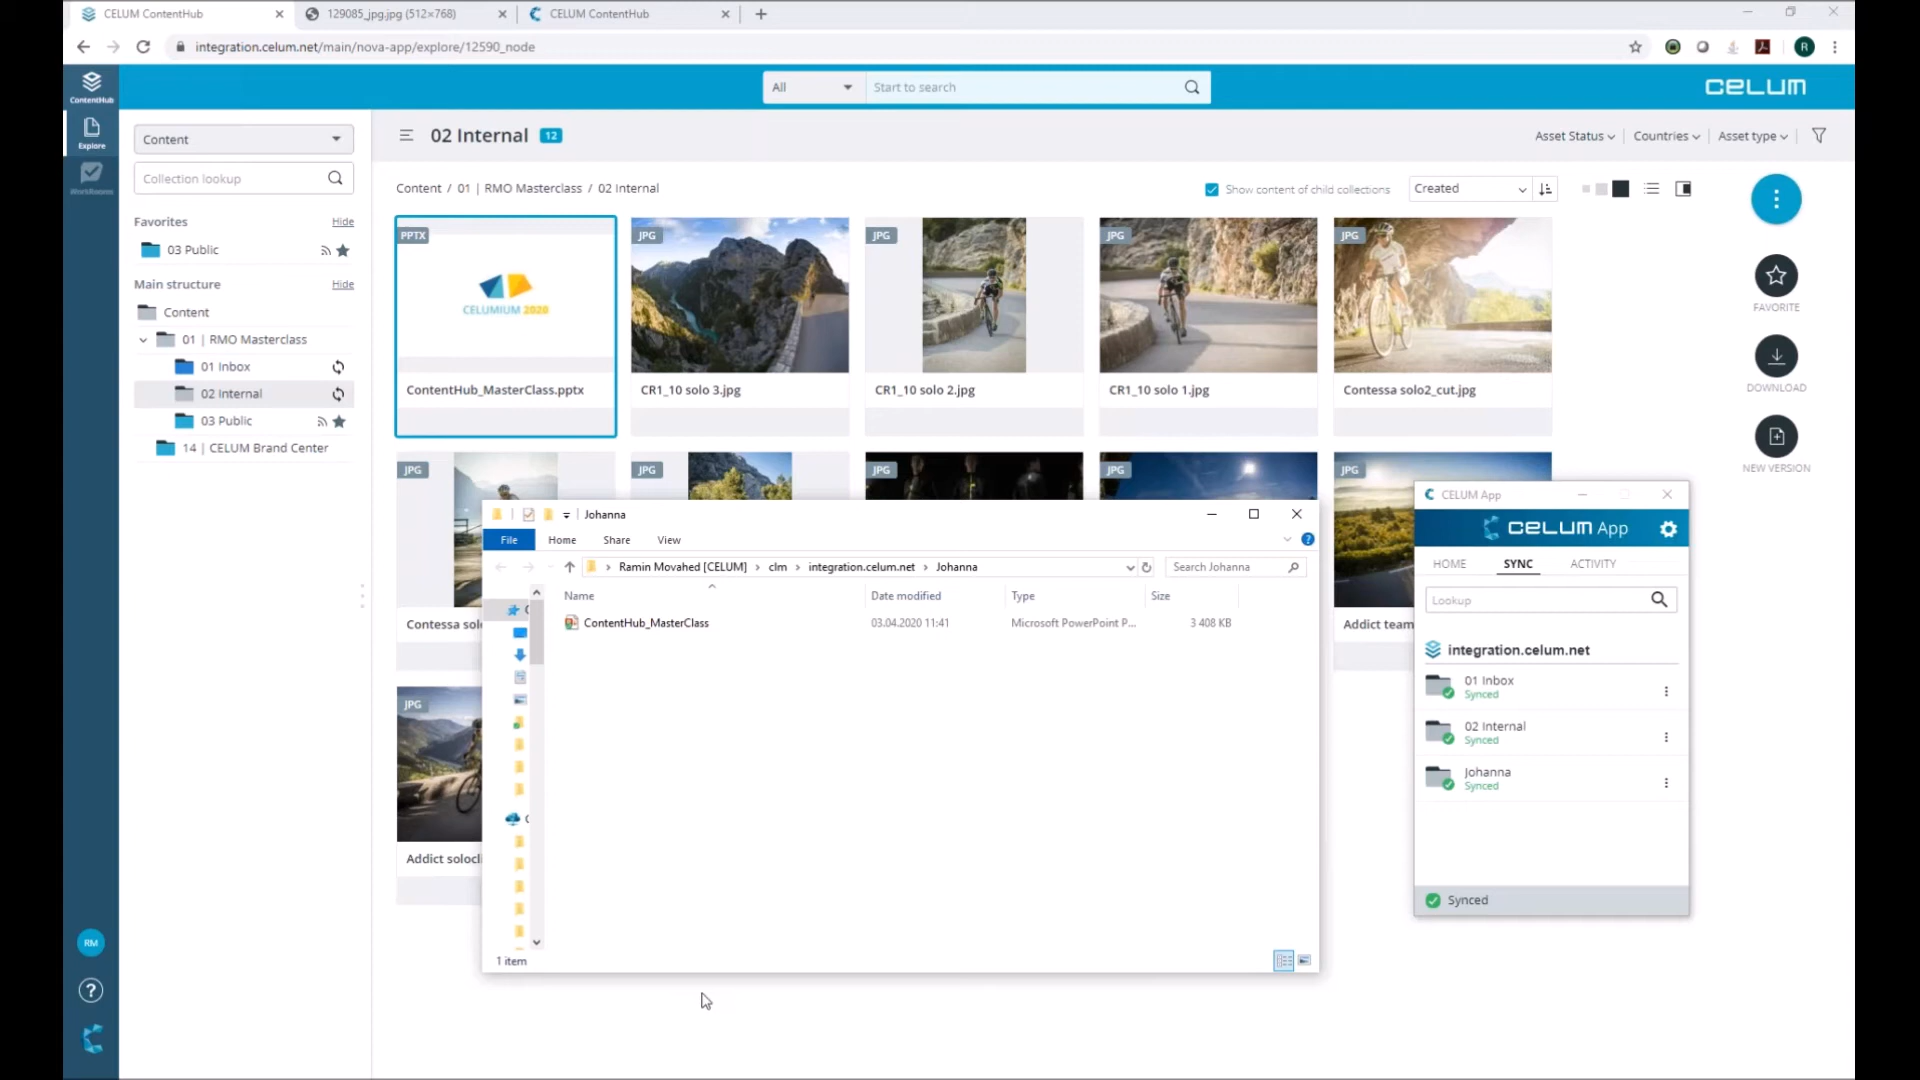 CELUM ContentHub
129085_jpg.jpg (512×768)
CELUM ContentHub
integration.celum.net/main/nova-app/explore/12590_node
R
ContentHub
All
Start to search
CELUM
Explore
WorkRooms
Content
Collection lookup
Favorites
Hide
03 Public
Main structure
Hide
Content
01 | RMO Masterclass
01 Inbox
02 Internal
03 Public
14 | CELUM Brand Center
RM
?
02 Internal
12
Asset Status
Countries
Asset type
Content / 01 | RMO Masterclass / 02 Internal
Show content of child collections
Created
PPTX
CELUMIUM 2020
ContentHub_MasterClass.pptx
JPG
CR1_10 solo 3.jpg
JPG
CR1_10 solo 2.jpg
JPG
CR1_10 solo 1.jpg
JPG
Contessa solo2_cut.jpg
FAVORITE
DOWNLOAD
NEW VERSION
JPG
Contessa sol
JPG
JPG
JPG
JPG
Addict team
JPG
Addict solocl
Johanna
File
Home
Share
View
?
Ramin Movahed [CELUM] > clm > integration.celum.net > Johanna
Search Johanna
Name
Date modified
Type
Size
ContentHub_MasterClass
03.04.2020 11:41
Microsoft PowerPoint P...
3 408 KB
1 item
CELUM App
CELUM App
HOME
SYNC
ACTIVITY
Lookup
integration.celum.net
01 Inbox
Synced
02 Internal
Synced
Johanna
Synced
Synced